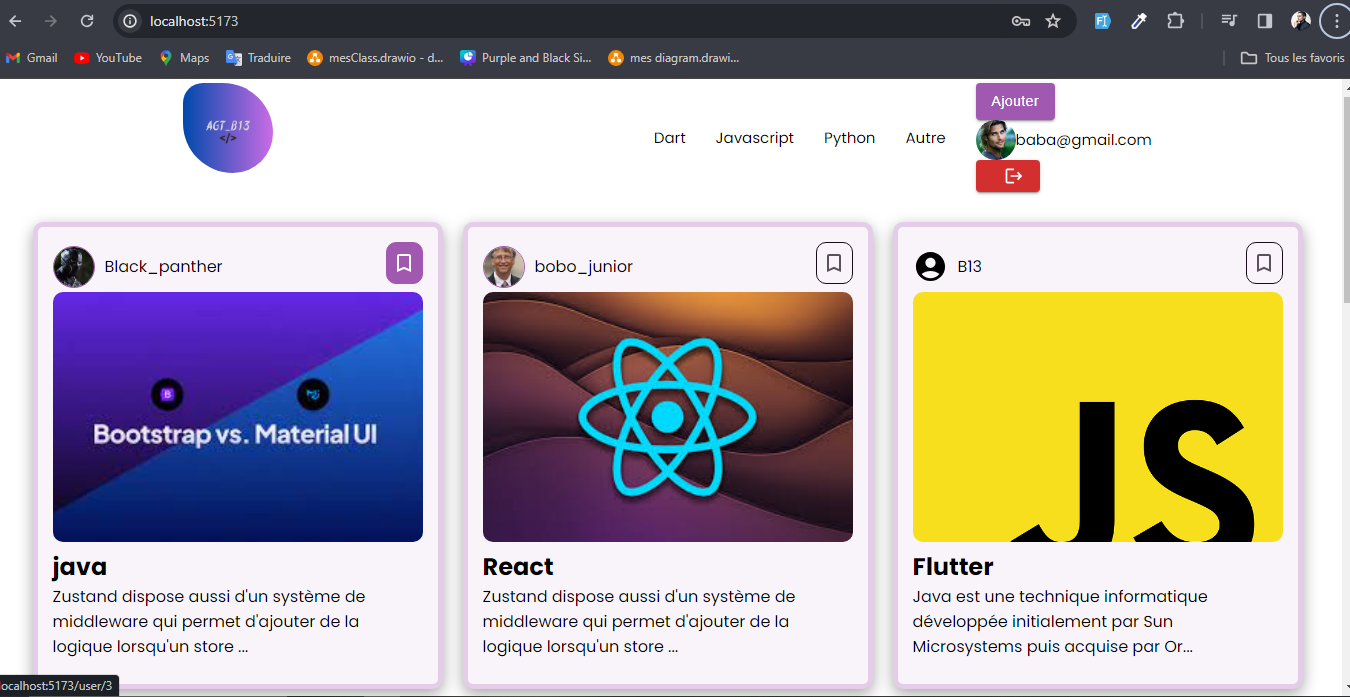 localhost:5173
Gmail
YouTube
Maps
Traduire
mesClass.drawio - d...
Purple and Black Si...
mes diagram.drawi...
Tous les favoris
AGT_B13
</>
Dart
Javascript
Python
Autre
Ajouter
baba@gmail.com
Black_panther
bobo_junior
B13
Bootstrap vs. Material UI
JS
java
Zustand dispose aussi d'un système de
middleware qui permet d'ajouter de la
logique lorsqu'un store ...
React
Zustand dispose aussi d'un système de
middleware qui permet d'ajouter de la
logique lorsqu'un store ...
Flutter
Java est une technique informatique
développée initialement par Sun
Microsystems puis acquise par Or...
localhost:5173/user/3